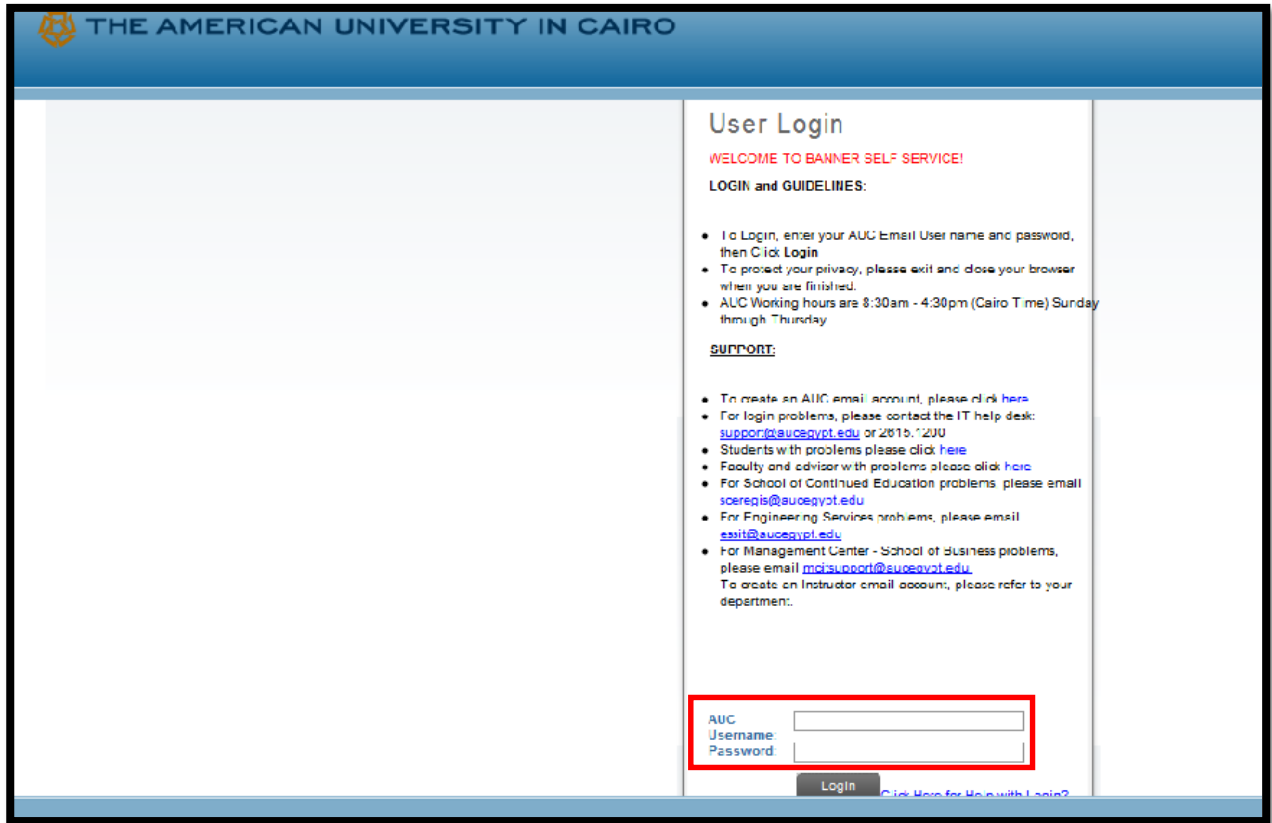 THE AMERICAN UNIVERSITY IN CAIRO
User Login
WELCOME TO BANNER SELF SERVICE!
LOGIN and GUIDELINES:
To Login, enter your AUC Email User name and password,
then Click Login
To protect your privacy, please exit and close your browser
when you are finished.
AUC Working hours are 8:30am - 4:30pm (Cairo Time) Sunday
through Thursday
SUPPORT:
To create an AUC email account, please click here
For login problems, please contact the IT help desk:
support@aucegypt.edu or 2615.1200
Students with problems please click here
Faculty and advisor with problems please click here
For School of Continued Education problems please email
sceregis@aucegypt.edu
For Engineering Services problems, please email
essit@aucegypt.edu
For Management Center - School of Business problems,
please email mcitsupport@aucegypt.edu
To create an Instructor email account, please refer to your
department.
AUC
Username:
Password:
Login
Click Here for Help with Login?